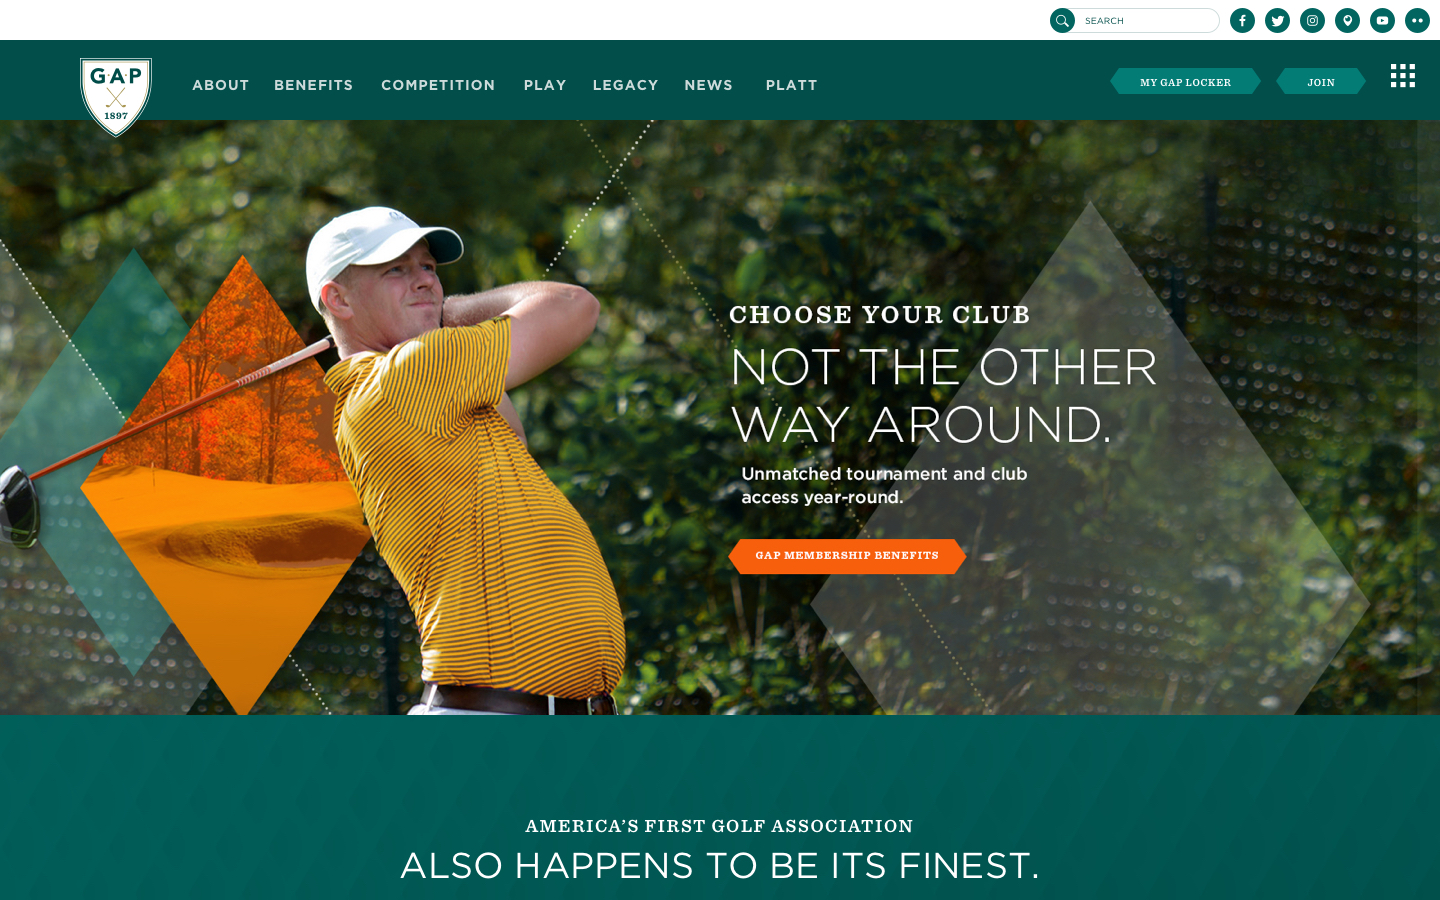 SEARCH
GAP
1897
ABOUT
BENEFITS
COMPETITION
PLAY
LEGACY
NEWS
PLATT
MY GAP LOCKER
JOIN
CHOOSE YOUR CLUB
NOT THE OTHER
WAY AROUND.
Unmatched tournament and club
access year-round.
GAP MEMBERSHIP BENEFITS
AMERICA'S FIRST GOLF ASSOCIATION
ALSO HAPPENS TO BE ITS FINEST.